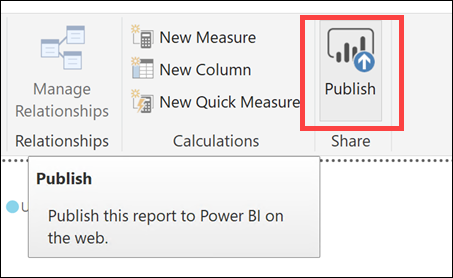 Manage
Relationships
New Measure
New Column
New Quick Measure
Publish
Relationships
Calculations
Share
Publish
Publish this report to Power BI on
the web.